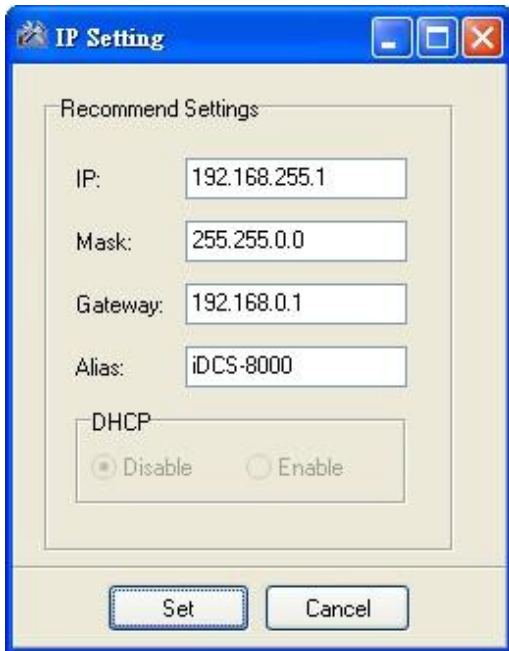 IP Setting
Recommend Settings
IP: 192.168.255.1
Mask: 255.255.0.0
Gateway: 192.168.0.1
Alias: iDCS-8000
DHCP
Disable Enable
Set Cancel